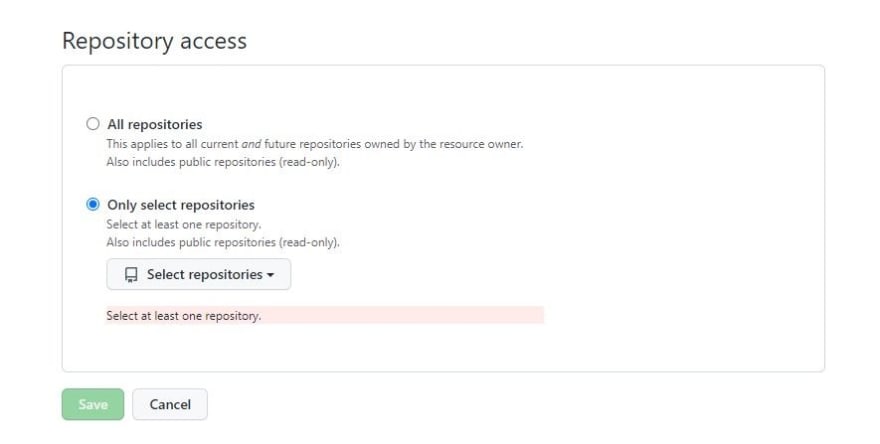 Repository access
All repositories
This applies to all current and future repositories owned by the resource owner.
Also includes public repositories (read-only).
Only select repositories
Select at least one repository.
Also includes public repositories (read-only).
Select repositories
Select at least one repository.
Save
Cancel